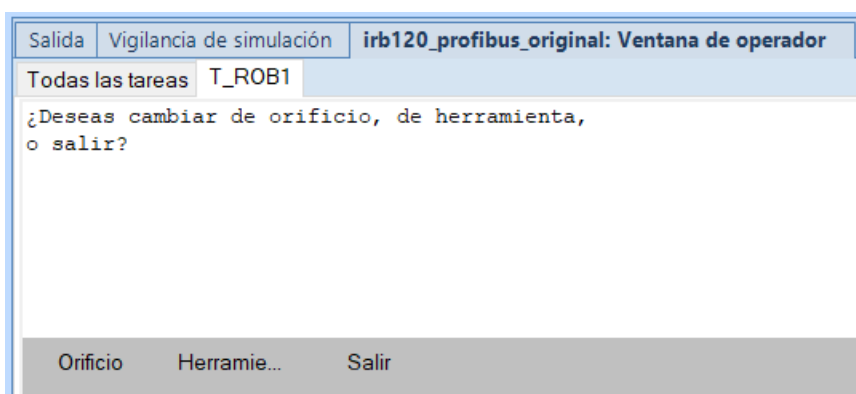 Salida Vigilancia de simulación irb120_profibus_original: Ventana de operador
Todas las tareas T_ROB1
¿Deseas cambiar de orificio, de herramienta,
o salir?
Orificio Herramie... Salir